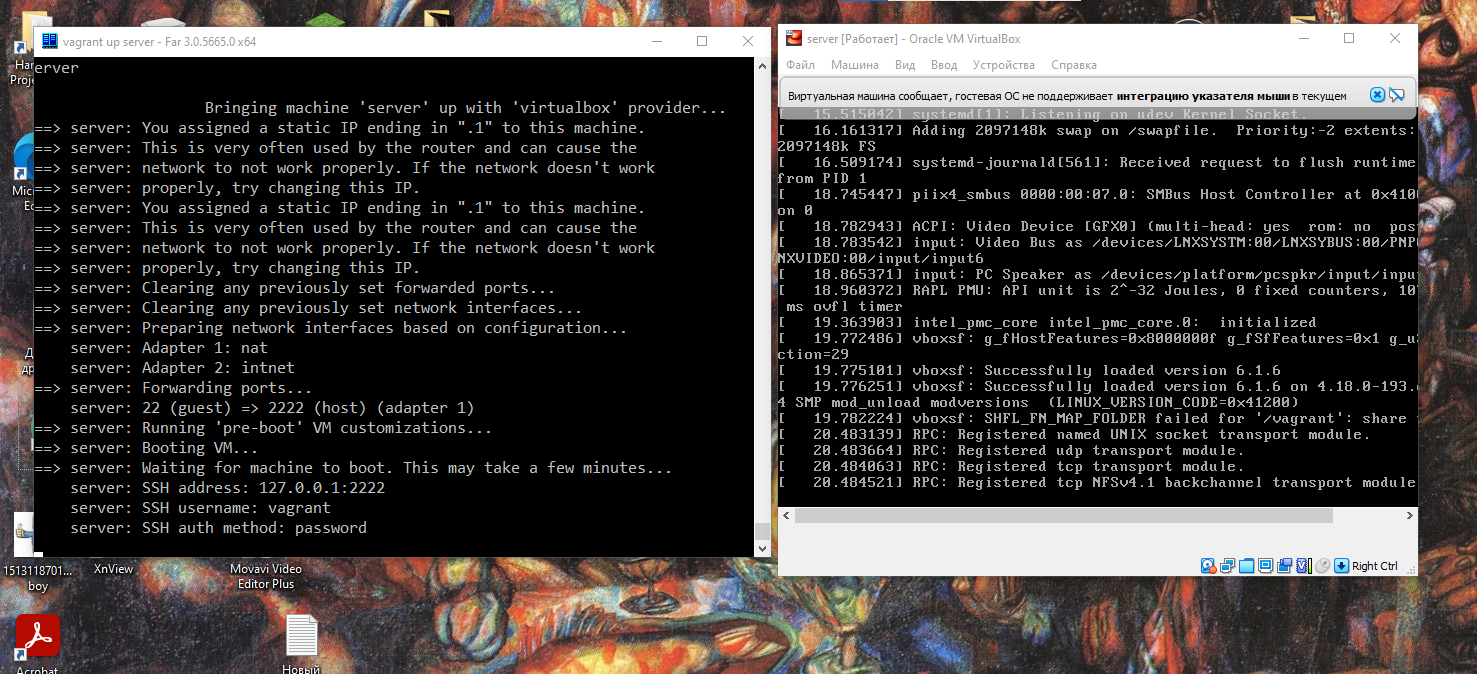 vagrant up server - Far 3.0.5665.0 x64
erver
Bringing machine 'server' up with 'virtualbox' provider...
==> server: You assigned a static IP ending in ".1" to this machine.
==> server: This is very often used by the router and can cause the
==> server: network to not work properly. If the network doesn't work
==> server: properly, try changing this IP.
==> server: You assigned a static IP ending in ".1" to this machine.
==> server: This is very often used by the router and can cause the
==> server: network to not work properly. If the network doesn't work
==> server: properly, try changing this IP.
==> server: Clearing any previously set forwarded ports...
==> server: Clearing any previously set network interfaces...
==> server: Preparing network interfaces based on configuration...
server: Adapter 1: nat
server: Adapter 2: intnet
==> server: Forwarding ports...
server: 22 (guest) => 2222 (host) (adapter 1)
==> server: Running 'pre-boot' VM customizations...
==> server: Booting VM...
==> server: Waiting for machine to boot. This may take a few minutes...
server: SSH address: 127.0.0.1:2222
server: SSH username: vagrant
server: SSH auth method: password
server [Работает] - Oracle VM VirtualBox
Файл Машина Вид Ввод Устройства Справка
Виртуальная машина сообщает, гостевая ОС не поддерживает интеграцию указателя мыши в текущем
[ 15.515042] systemd[1]: Listening on udev Kernel Socket.
[ 16.161317] Adding 2097148k swap on /swapfile. Priority:-2 extents:
2097148k FS
[ 16.509174] systemd-journald[561]: Received request to flush runtime
from PID 1
[ 18.745447] piix4_smbus 0000:00:07.0: SMBus Host Controller at 0x410
on 0
[ 18.782943] ACPI: Video Device [GFX0] (multi-head: yes rom: no pos
[ 18.783542] input: Video Bus as /devices/LNXSYSTM:00/LNXSYBUS:00/PNP
NXVIDEO:00/input/input6
[ 18.865371] input: PC Speaker as /devices/platform/pcspkr/input/inpu
[ 18.960372] RAPL PMU: API unit is 2^-32 Joules, 0 fixed counters, 10
ms ovfl timer
[ 19.363903] intel_pmc_core intel_pmc_core.0: initialized
[ 19.772486] vboxsf: g_fHostFeatures=0x8000000f g_fSfFeatures=0x1 g_u
ction=29
[ 19.775101] vboxsf: Successfully loaded version 6.1.6
[ 19.776251] vboxsf: Successfully loaded version 6.1.6 on 4.18.0-193.
4 SMP mod_unload modversions (LINUX_VERSION_CODE=0x41200)
[ 19.782224] vboxsf: SHFL_FN_MAP_FOLDER failed for '/vagrant': share
[ 20.483139] RPC: Registered named UNIX socket transport module.
[ 20.483664] RPC: Registered udp transport module.
[ 20.484063] RPC: Registered tcp transport module.
[ 20.484521] RPC: Registered tcp NFSv4.1 backchannel transport module
Right Ctrl
Har
Proje
Mic
Ed
Д
др
1513118701...
boy
XnView
Movavi Video
Editor Plus
Acrobat
Новый